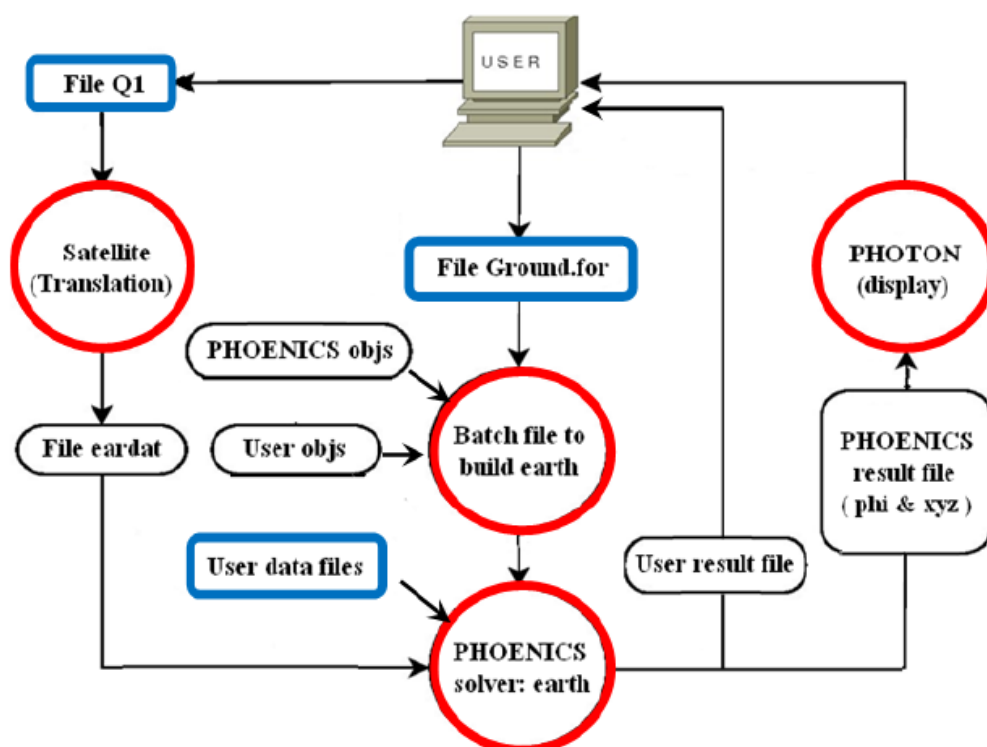 USER
File Q1
Satellite
(Translation)
File Ground.for
PHOTON
(display)
PHOENICS objs
User objs
File eardat
Batch file to
build earth
PHOENICS
result file
( phi & xyz )
User data files
User result file
PHOENICS
solver: earth